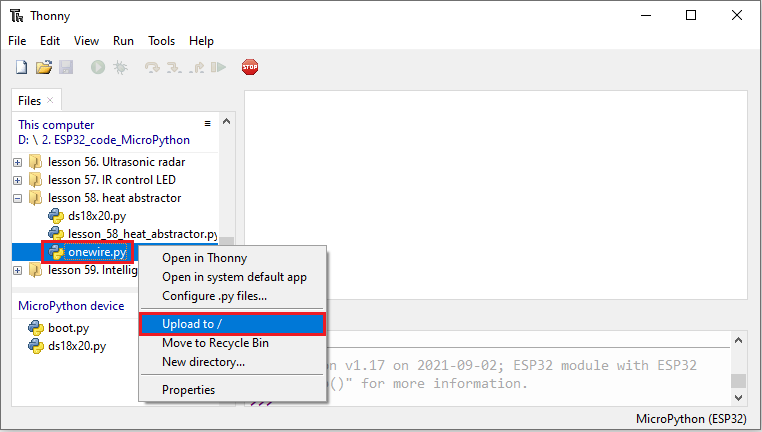 Thonny
File Edit View Run Tools Help
STOP
Files
This computer
D: \ 2. ESP32_code_MicroPython
lesson 56. Ultrasonic radar
lesson 57. IR control LED
lesson 58. heat abstractor
ds18x20.py
lesson_58_heat_abstractor.py
onewire.py
lesson 59. Intellig
Open in Thonny
Open in system default app
Configure .py files...
Upload to /
Move to Recycle Bin
New directory...
Properties
MicroPython device
boot.py
ds18x20.py
n v1.17 on 2021-09-02; ESP32 module with ESP32
()" for more information.
>>>
MicroPython (ESP32)